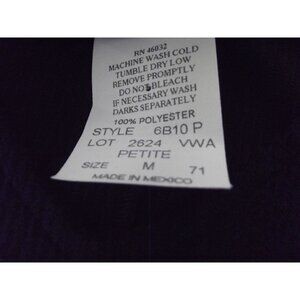 RN 46032
MACHINE WASH COLD
TUMBLE DRY LOW
REMOVE PROMPTLY
DO NOT BLEACH
IF NECESSARY WASH
DARKS SEPARATELY
100% POLYESTER
STYLE 6B10 P
LOT 2624 VWA
PETITE
SIZE M 71
MADE IN MEXICO